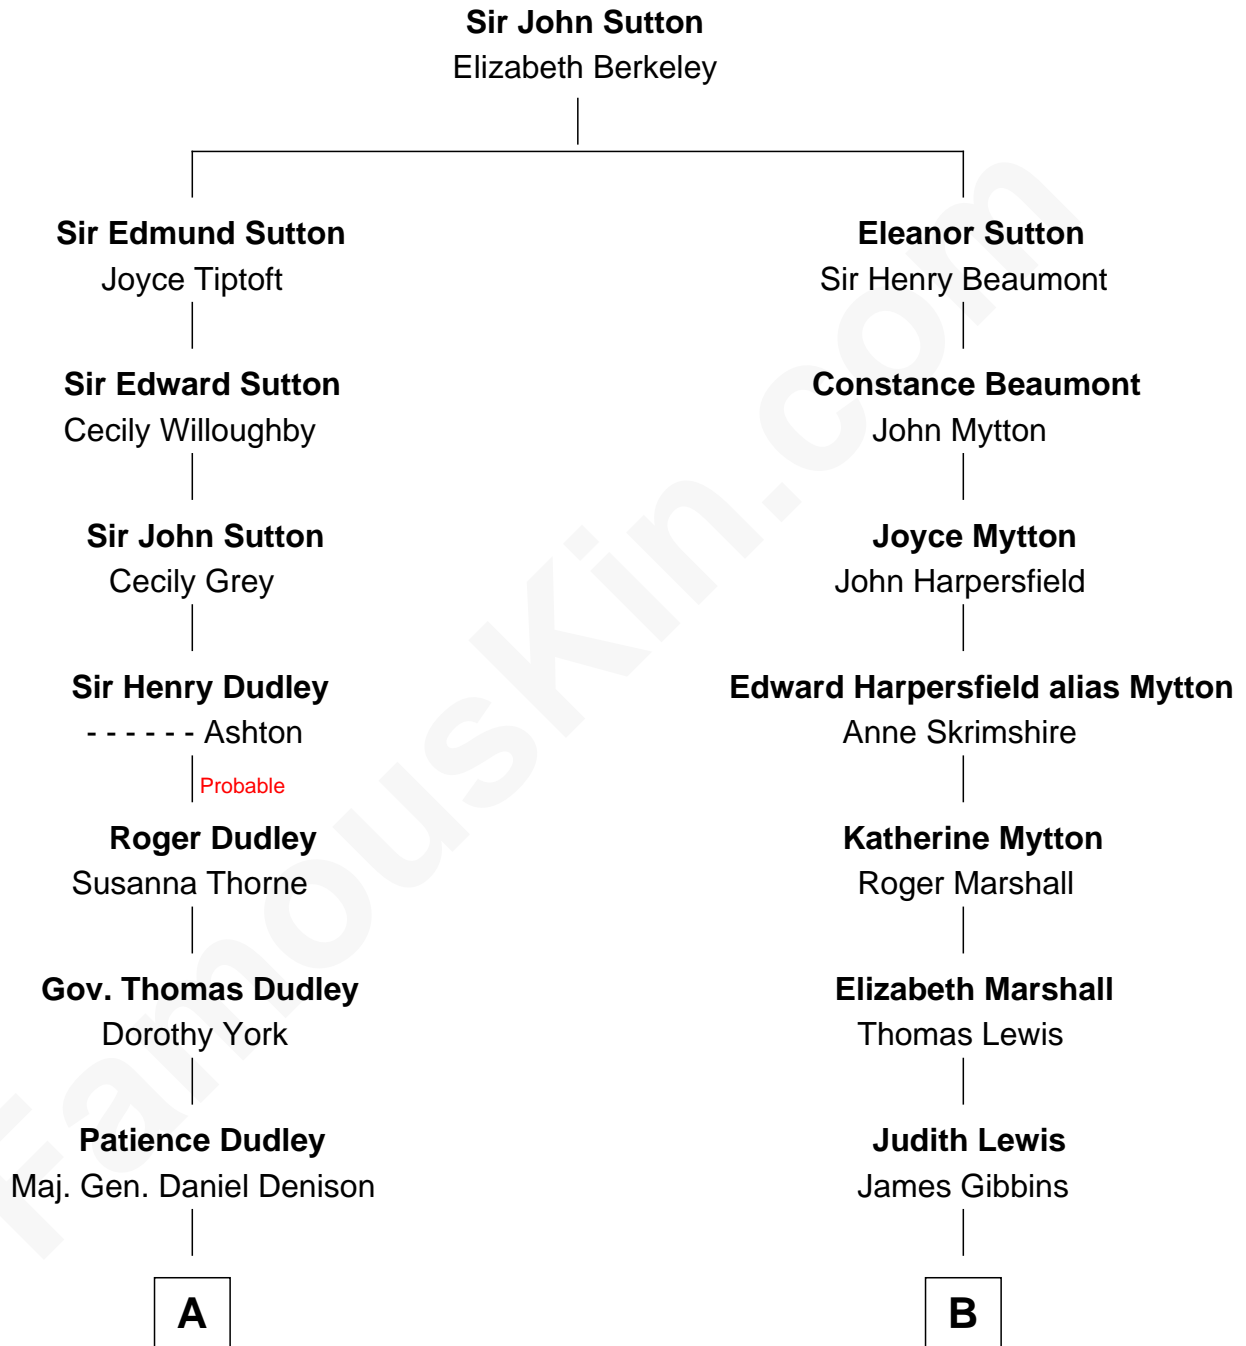 Sir John Sutton
Elizabeth Berkeley
Sir Edmund Sutton
Joyce Tiptoft
Eleanor Sutton
Sir Henry Beaumont
Sir Edward Sutton
Cecily Willoughby
Constance Beaumont
John Mytton
Sir John Sutton
Cecily Grey
Joyce Mytton
John Harpersfield
Sir Henry Dudley
- - - - - - Ashton
Edward Harpersfield alias Mytton
Anne Skrimshire
Probable
Roger Dudley
Susanna Thorne
Katherine Mytton
Roger Marshall
Gov. Thomas Dudley
Dorothy York
Elizabeth Marshall
Thomas Lewis
Patience Dudley
Maj. Gen. Daniel Denison
Judith Lewis
James Gibbins
A
B
FamousKin.com